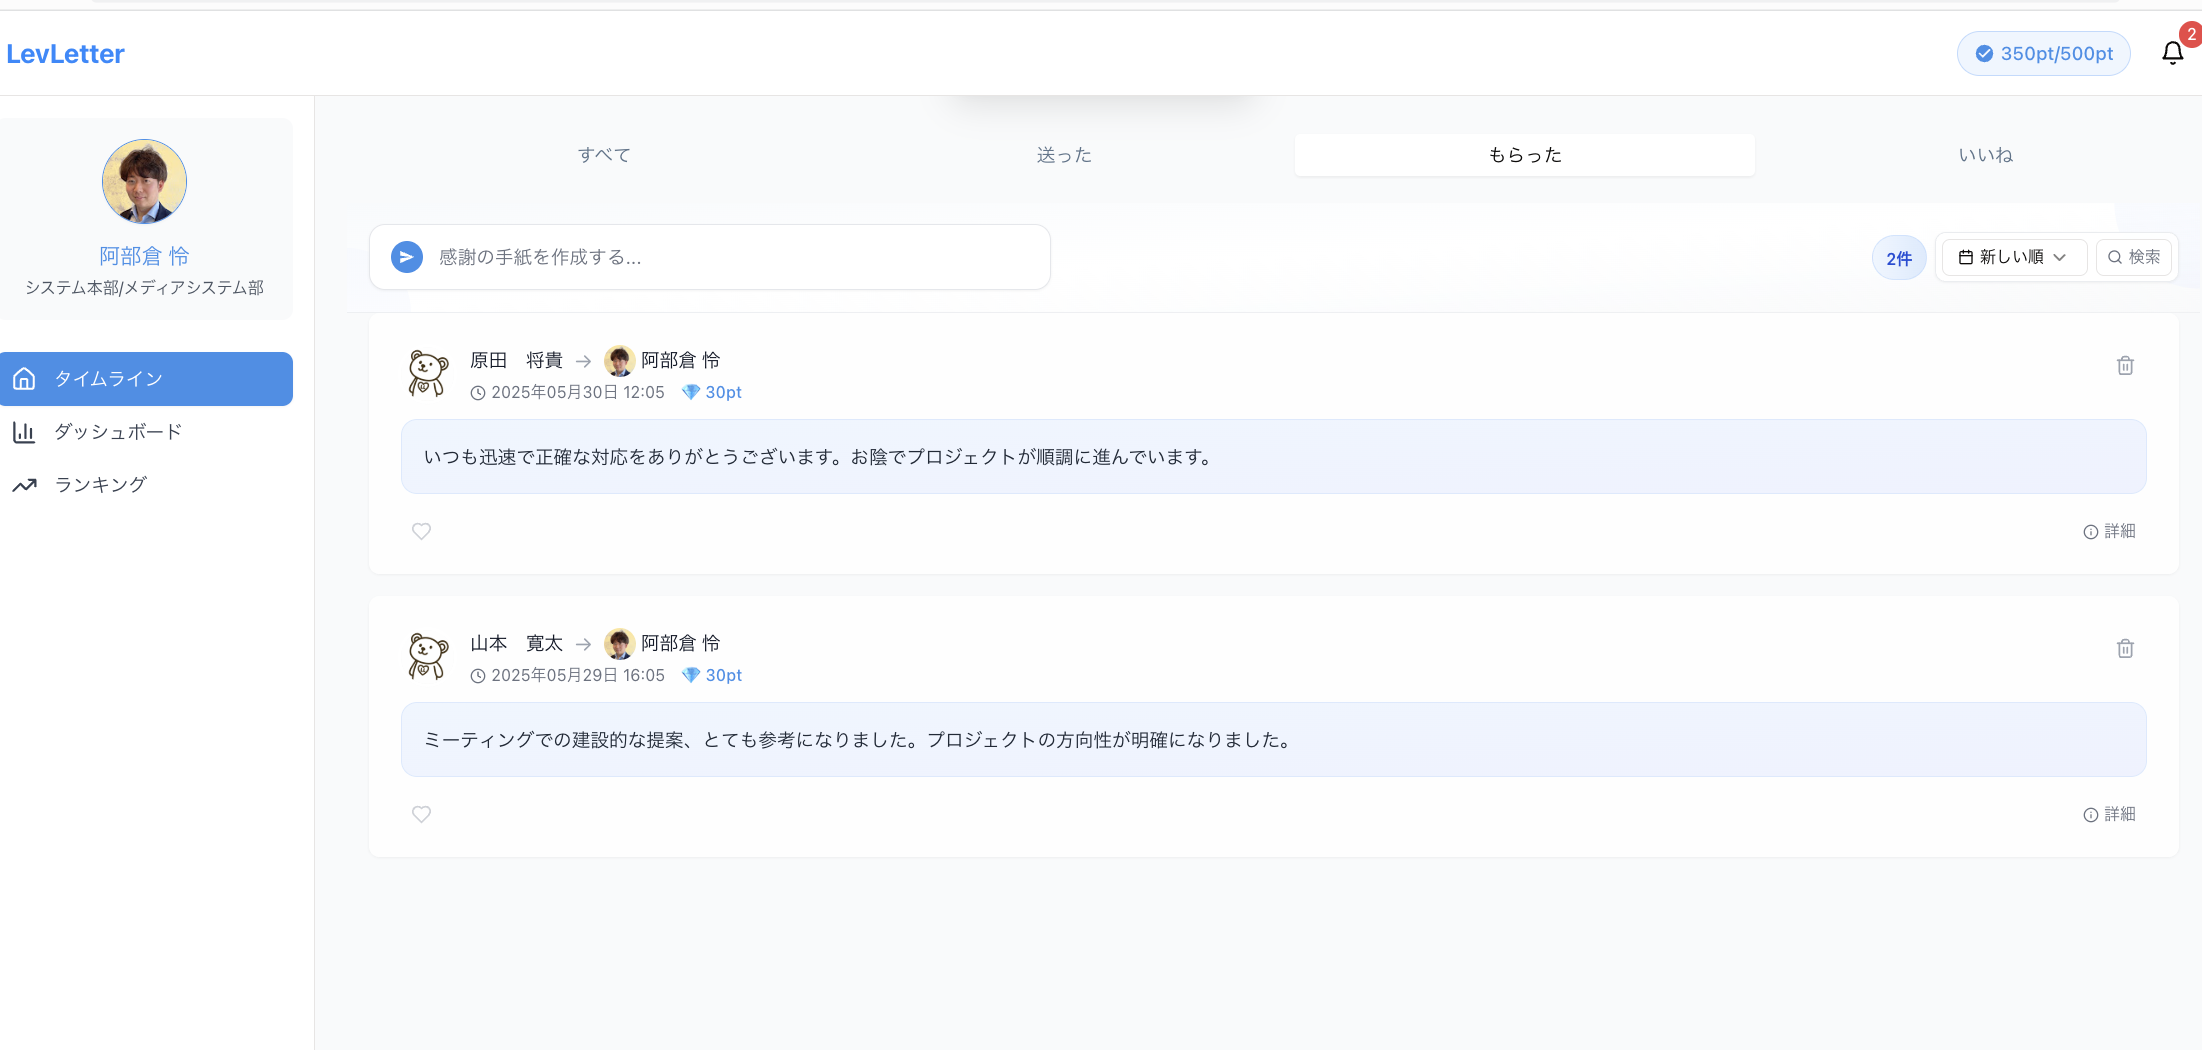 LevLetter
350pt/500pt
2
阿部倉 怜
システム本部/メディアシステム部
タイムライン
ダッシュボード
ランキング
すべて
送った
もらった
いいね
感謝の手紙を作成する...
2件
新しい順
検索
原田　将貴 → 阿部倉 怜
2025年05月30日 12:05 30pt
いつも迅速で正確な対応をありがとうございます。お陰でプロジェクトが順調に進んでいます。
詳細
山本　寛太 → 阿部倉 怜
2025年05月29日 16:05 30pt
ミーティングでの建設的な提案、とても参考になりました。プロジェクトの方向性が明確になりました。
詳細